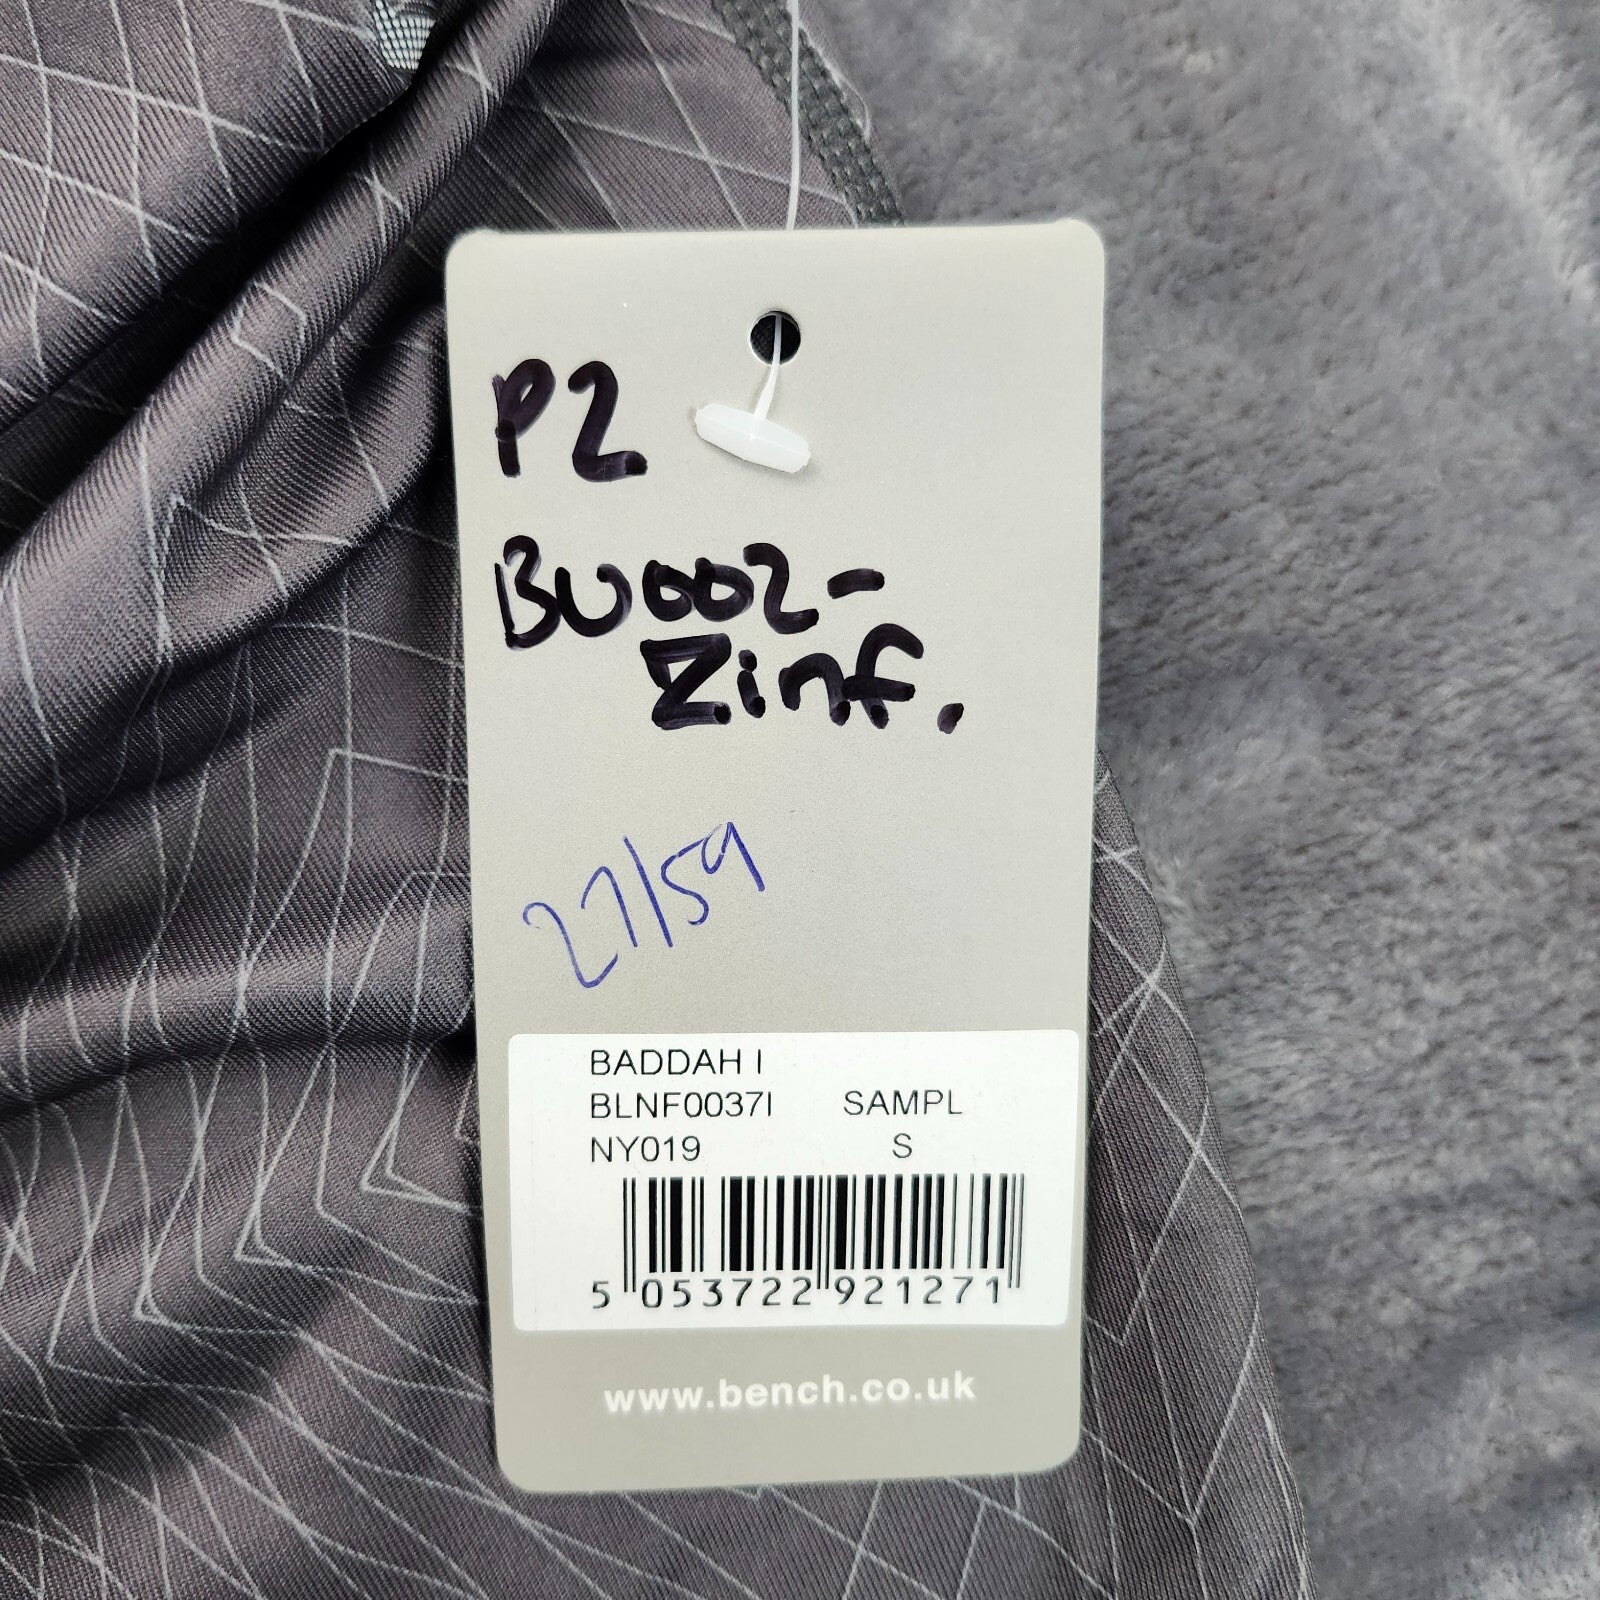 P2
BU002-
Zinf.
27/59
BADDAH I
BLNF0037I SAMPL
NY019 S
5 053722 921271
www.bench.co.uk